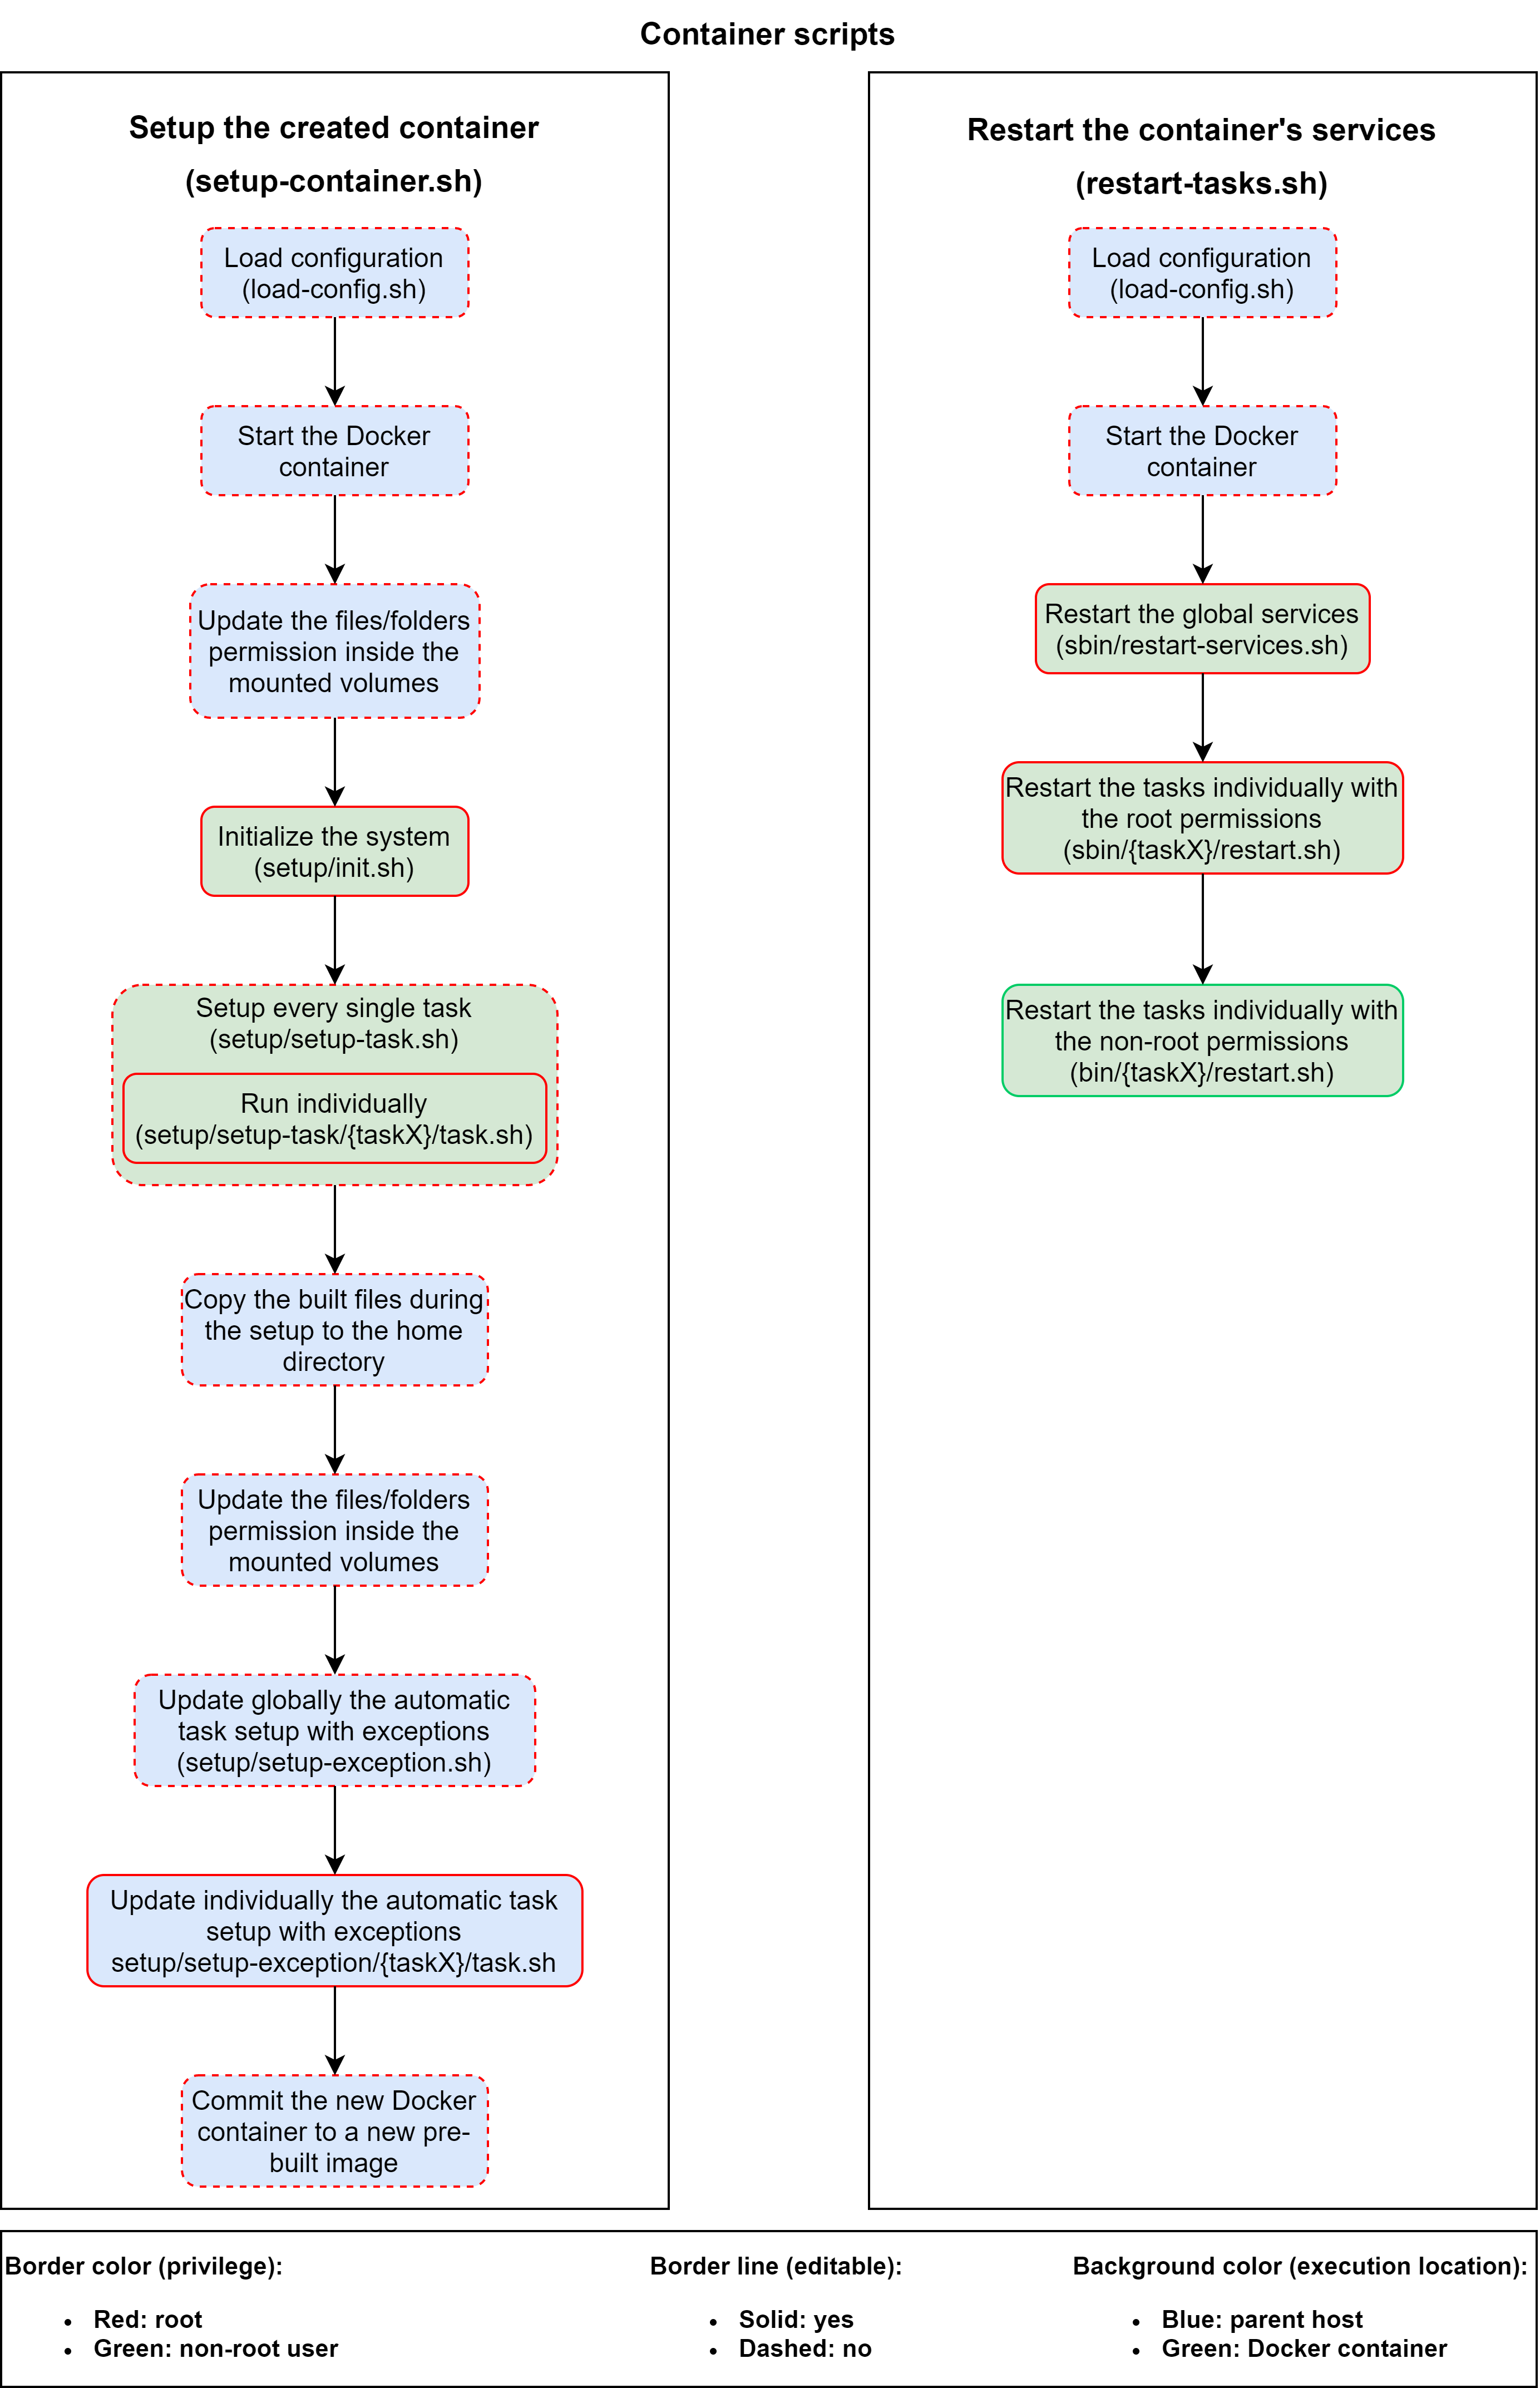 Container scripts
Setup the created container
(setup-container.sh)
Load configuration
(load-config.sh)
Start the Docker
container
Update the files/folders
permission inside the
mounted volumes
Initialize the system
(setup/init.sh)
Setup every single task
(setup/setup-task.sh)
Run individually
(setup/setup-task/{taskX}/task.sh)
Copy the built files during
the setup to the home
directory
Update the files/folders
permission inside the
mounted volumes
Update globally the automatic
task setup with exceptions
(setup/setup-exception.sh)
Update individually the automatic task
setup with exceptions
setup/setup-exception/{taskX}/task.sh
Commit the new Docker
container to a new pre-
built image
Restart the container's services
(restart-tasks.sh)
Load configuration
(load-config.sh)
Start the Docker
container
Restart the global services
(sbin/restart-services.sh)
Restart the tasks individually with
the root permissions
(sbin/{taskX}/restart.sh)
Restart the tasks individually with
the non-root permissions
(bin/{taskX}/restart.sh)
Border color (privilege):
• Red: root
• Green: non-root user
Border line (editable):
• Solid: yes
• Dashed: no
Background color (execution location):
• Blue: parent host
• Green: Docker container